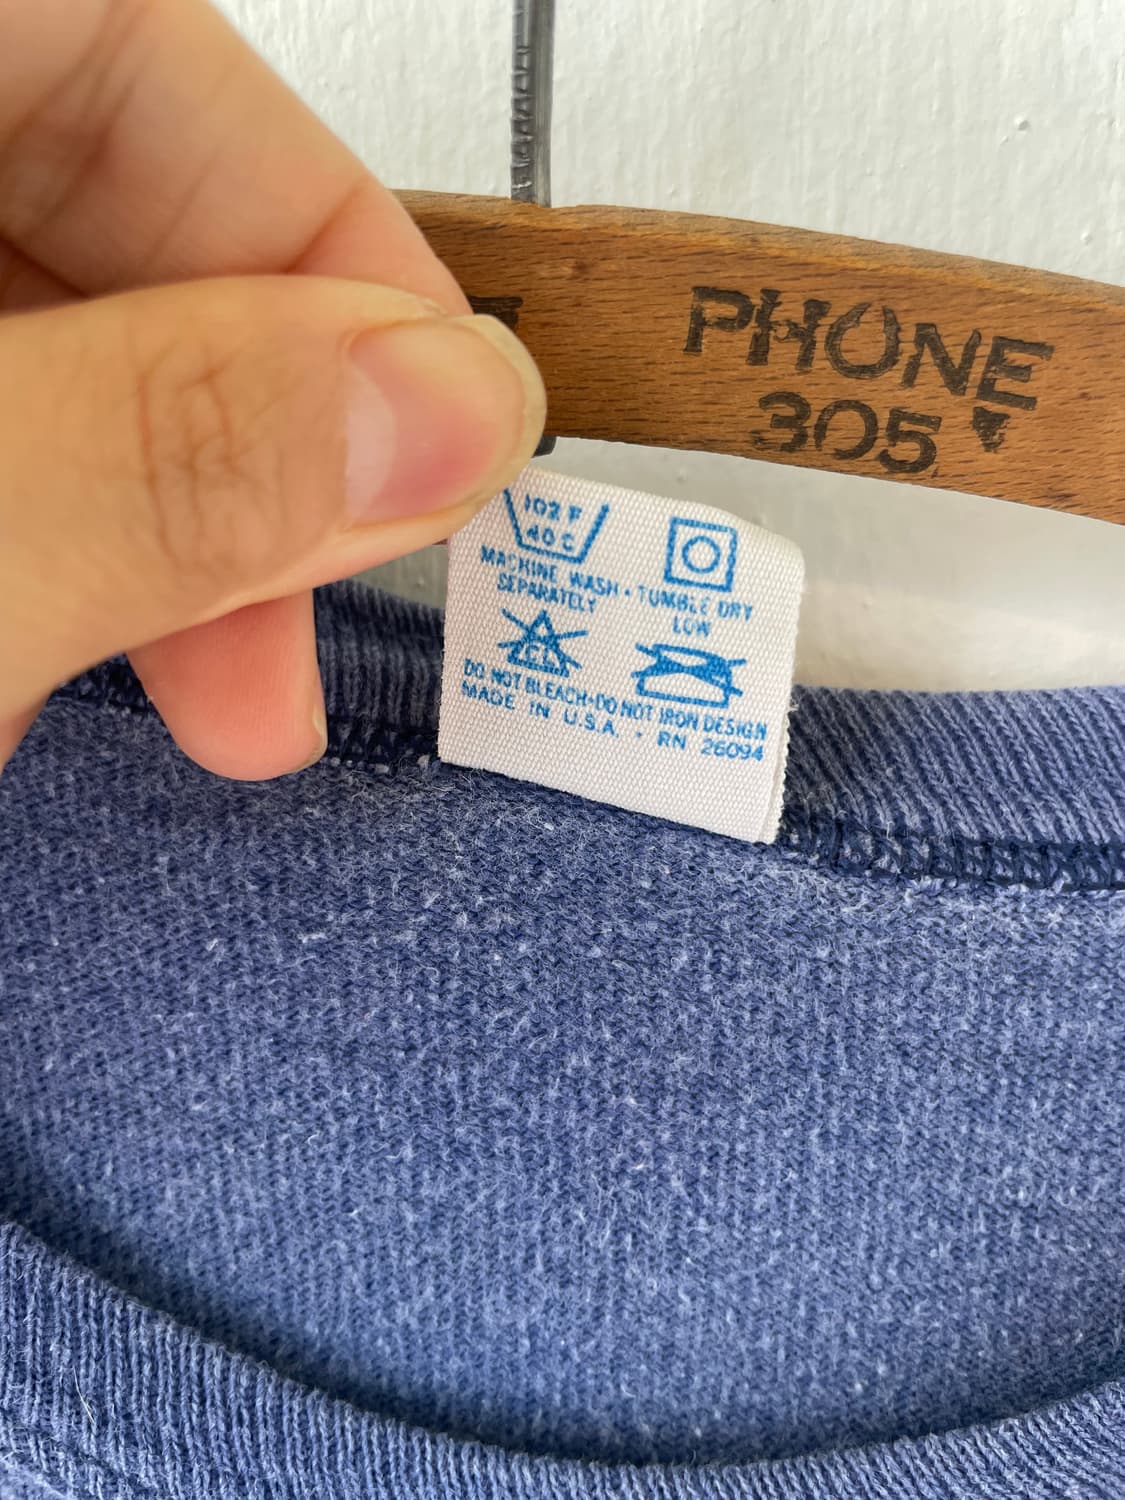 PHONE
305
102 F
40 C
MACHINE WASH • TUMBLE DRY
SEPARATELY LOW
CL
DO NOT BLEACH • DO NOT IRON DESIGN
MADE IN U.S.A. • RN 26094